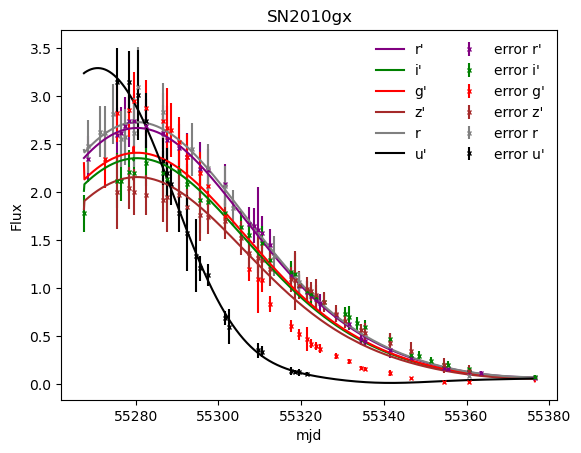 SN2010gx
3.5
3.0
2.5
2.0
1.5
1.0
0.5
0.0
Flux
r' error r'
i' error i'
g' error g'
z' error z'
r error r
u' error u'
55280 55300 55320 55340 55360 55380
mjd